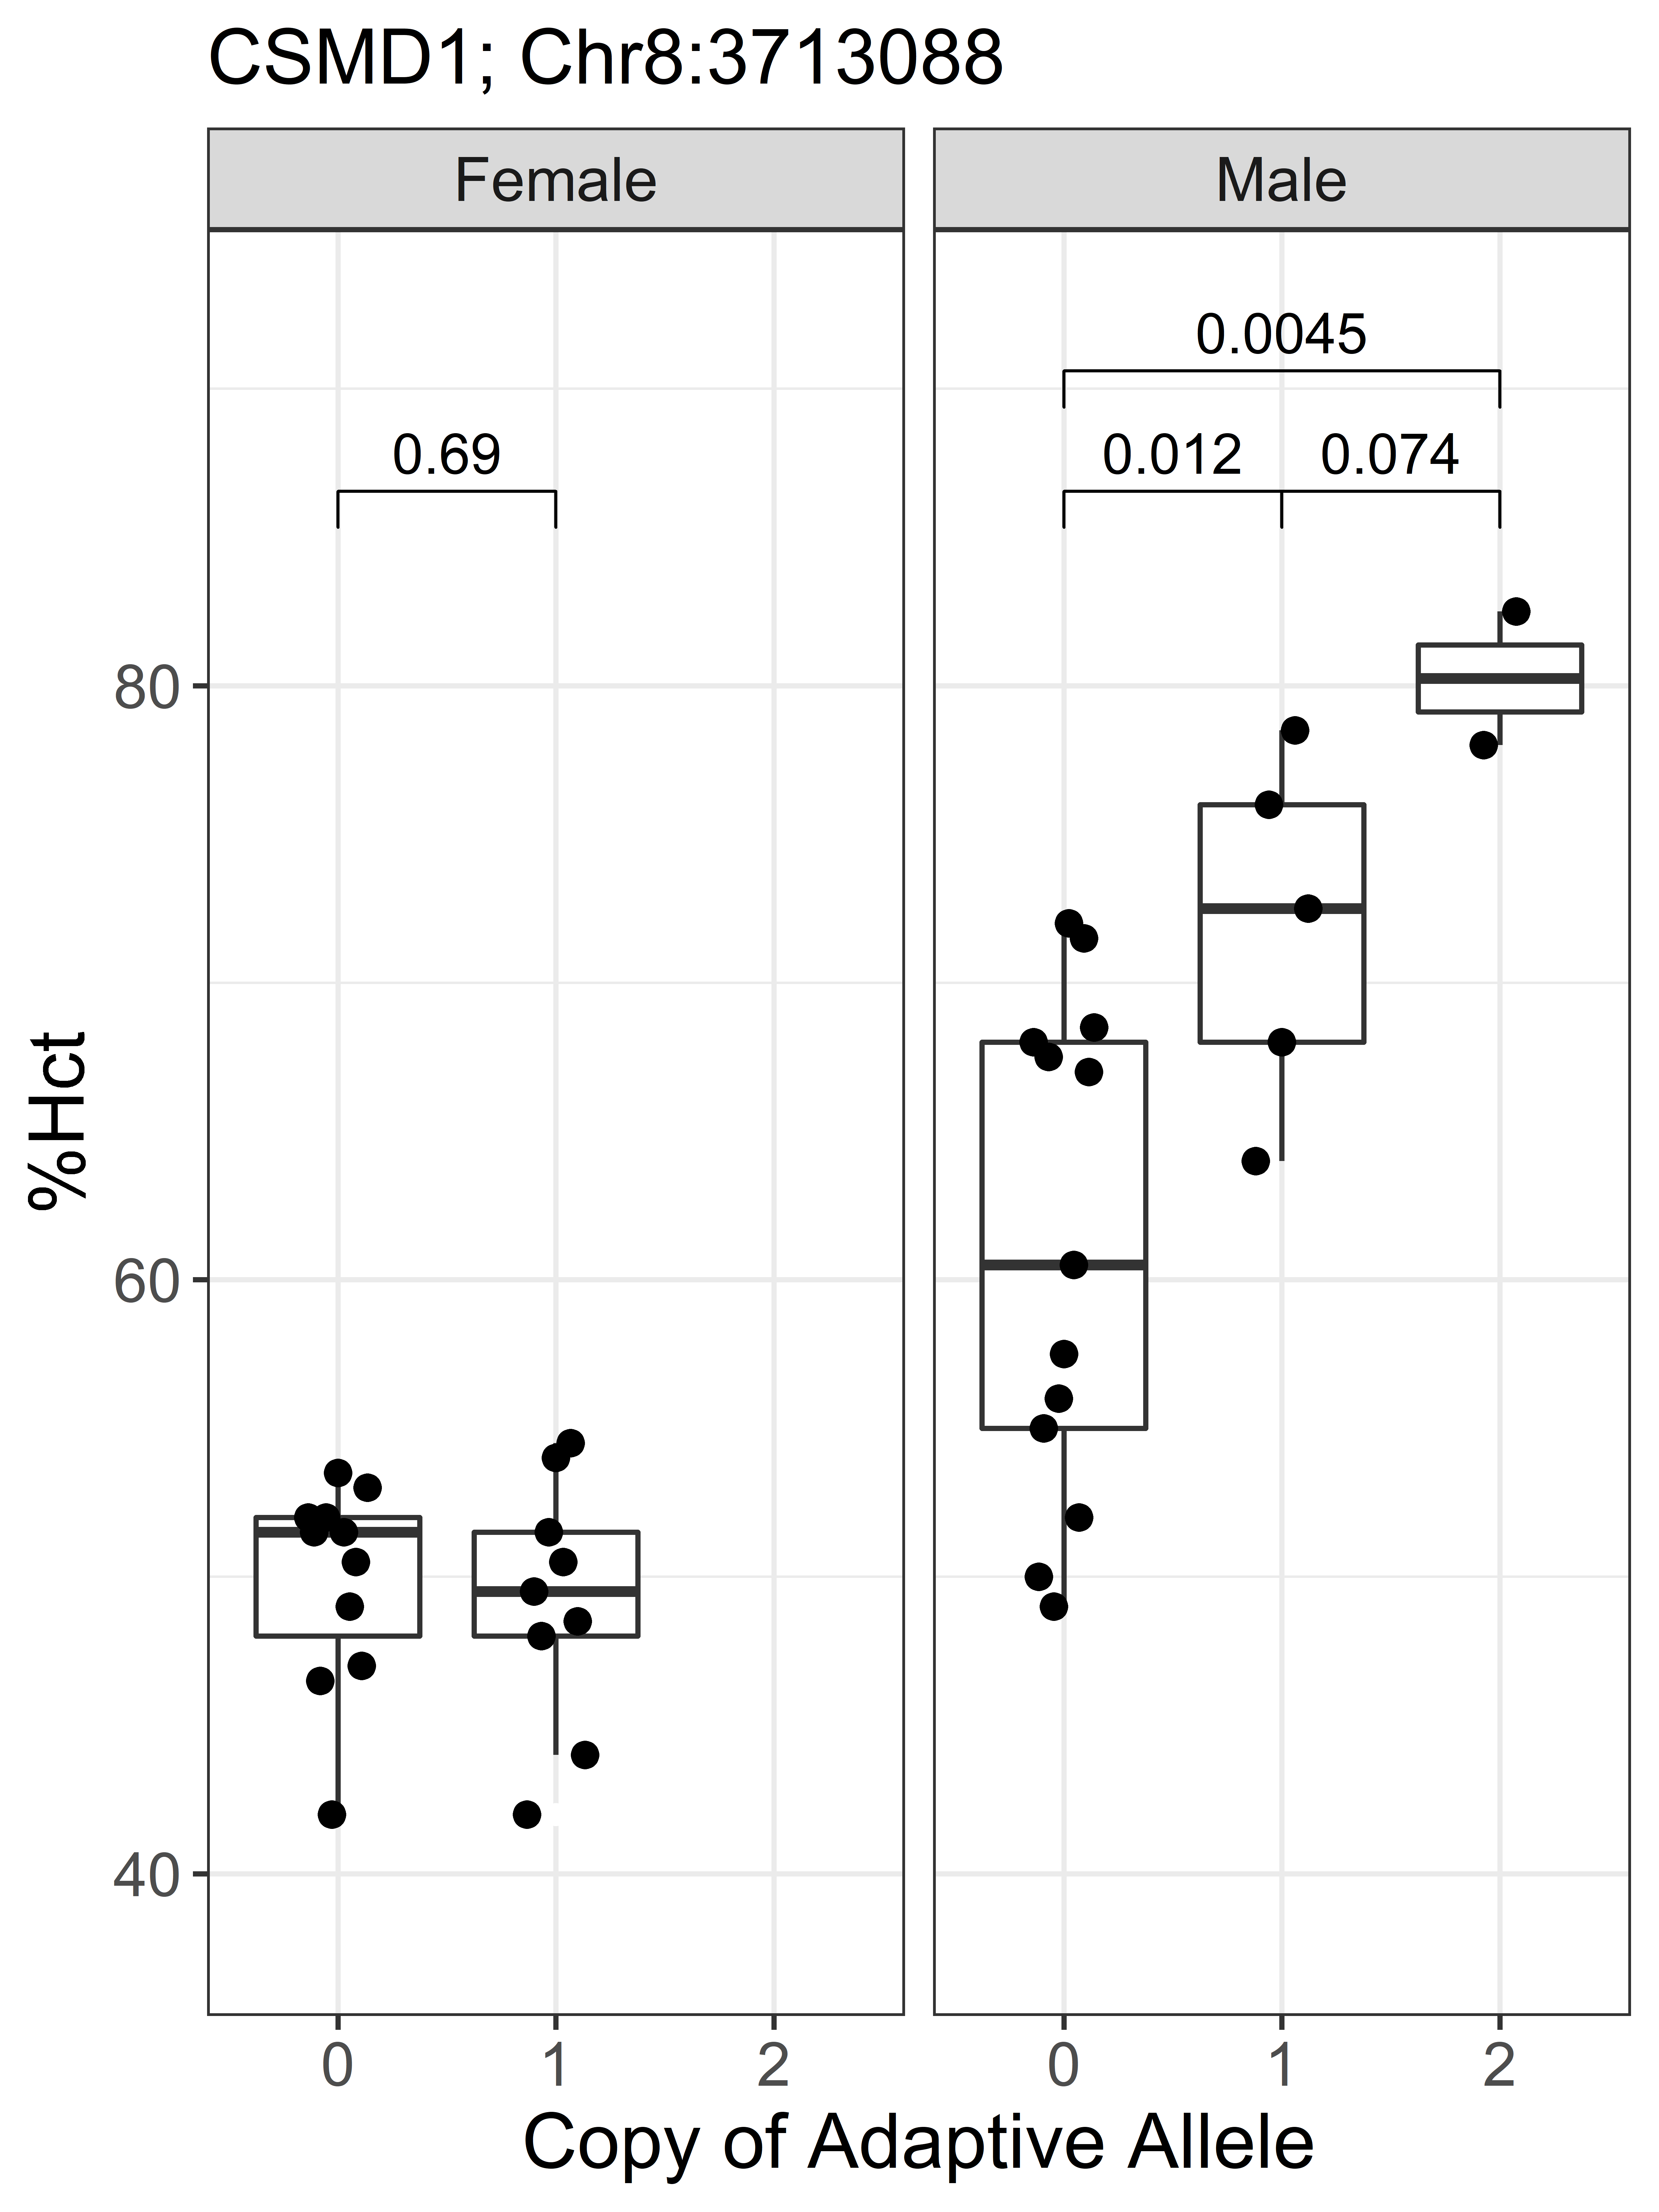 CSMD1; Chr8:3713088
Female
Male
0.0045
0.69
0.012
0.074
80
60
40
%Hct
0 1 2
0 1 2
Copy of Adaptive Allele